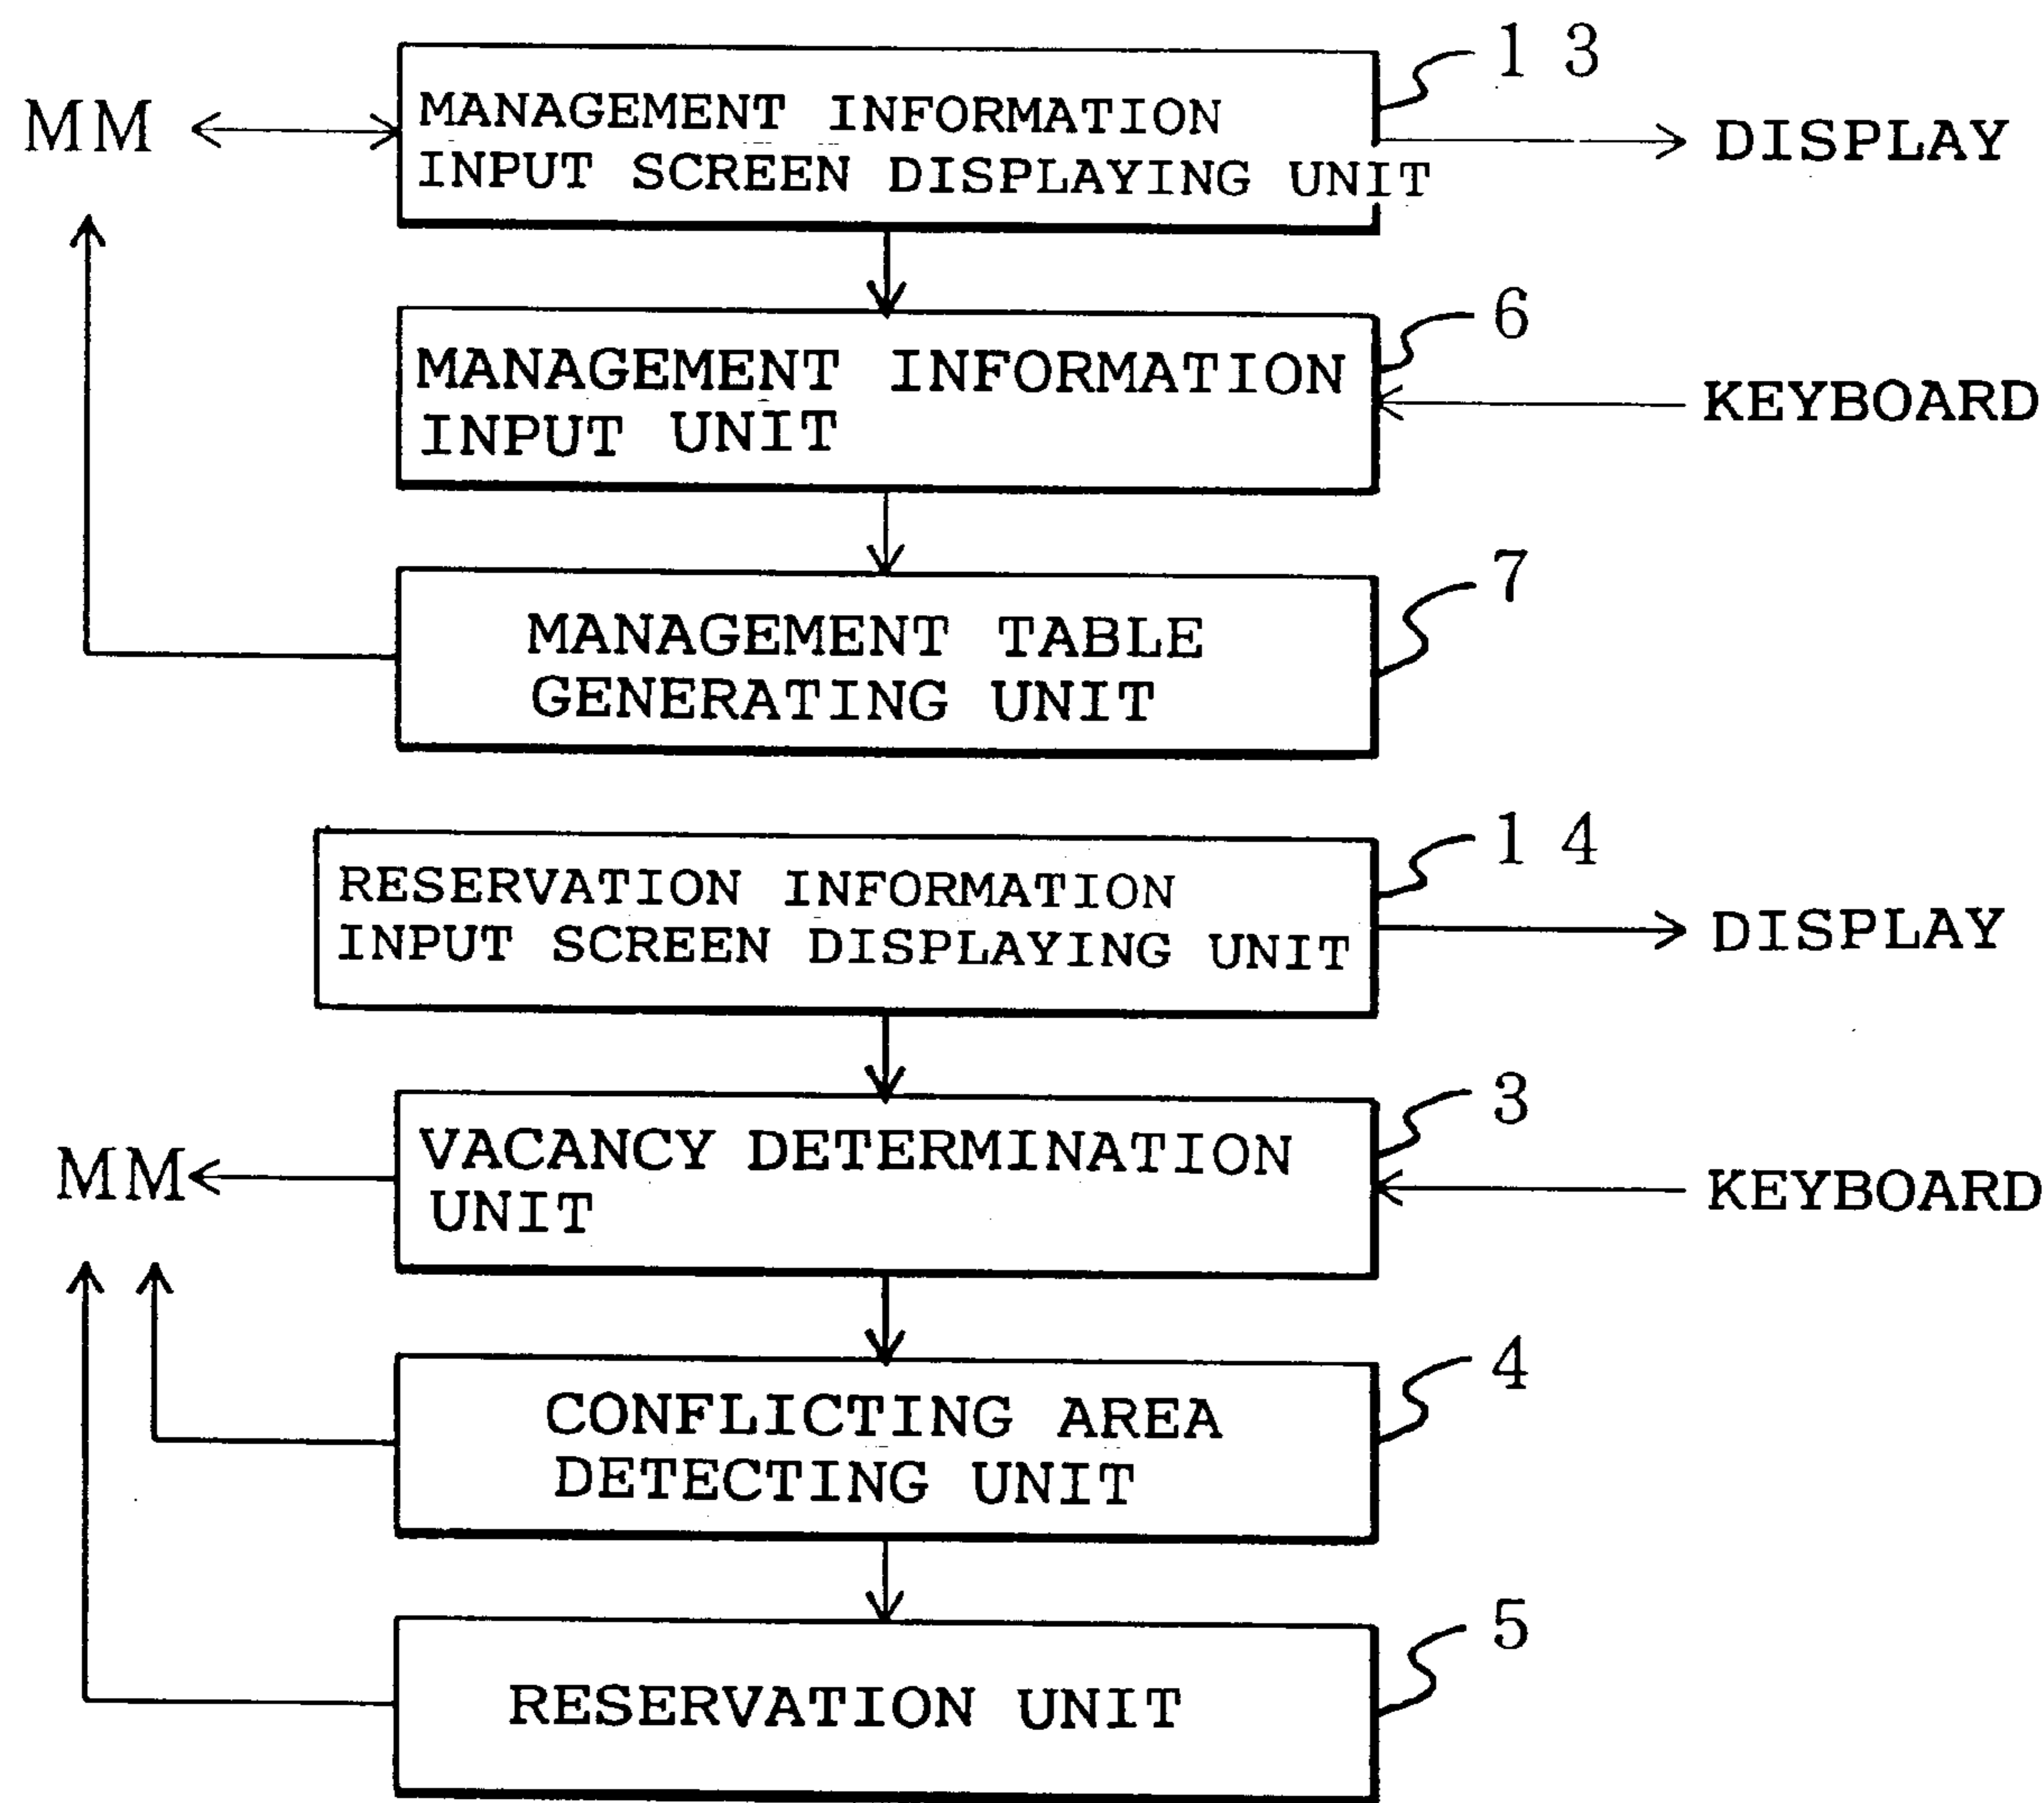 1 3
MM
MANAGEMENT INFORMATION
INPUT SCREEN DISPLAYING UNIT
DISPLAY
6
MANAGEMENT INFORMATION
INPUT UNIT
KEYBOARD
7
MANAGEMENT TABLE
GENERATING UNIT
1 4
RESERVATION INFORMATION
INPUT SCREEN DISPLAYING UNIT
DISPLAY
3
VACANCY DETERMINATION
UNIT
MM
KEYBOARD
4
CONFLICTING AREA
DETECTING UNIT
5
RESERVATION UNIT